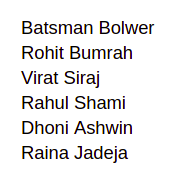 Batsman Bolwer
Rohit Bumrah
Virat Siraj
Rahul Shami
Dhoni Ashwin
Raina Jadeja